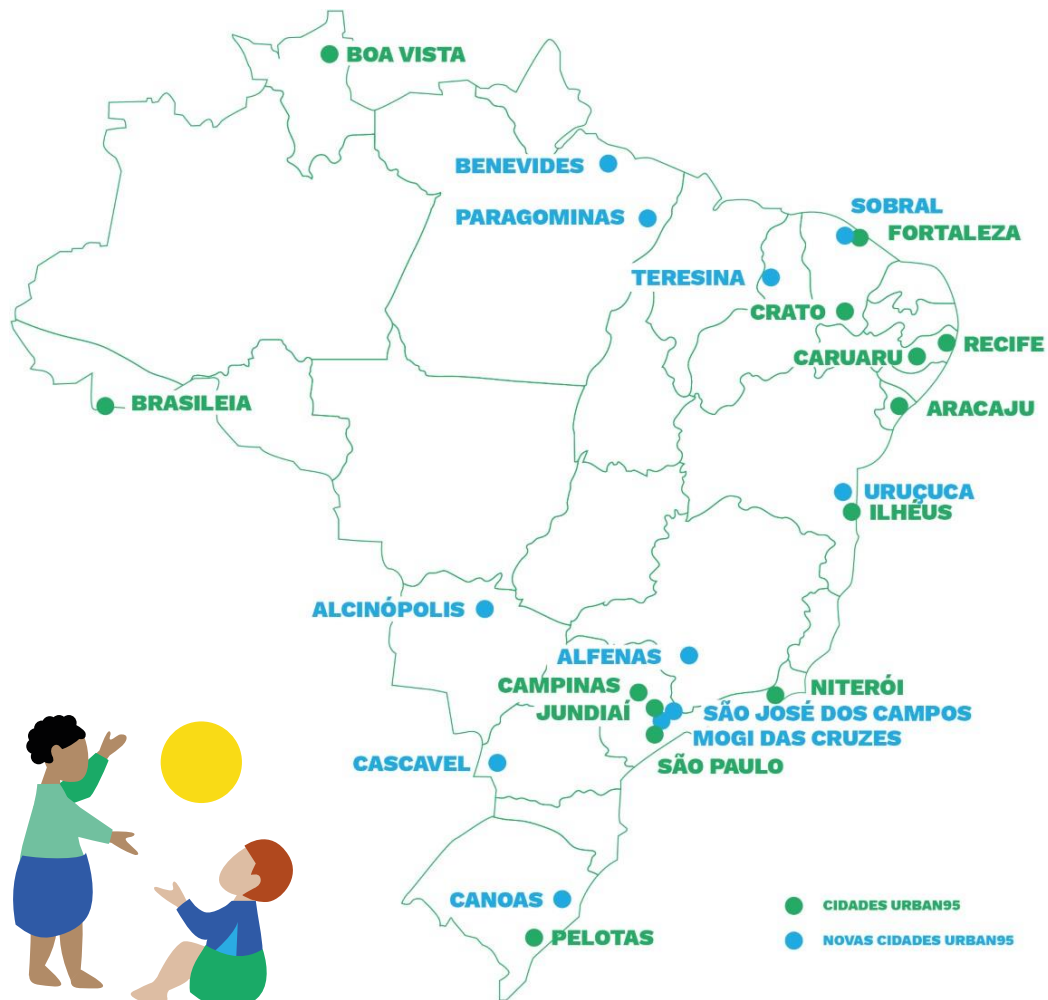 BOA VISTA
BENEVIDES
PARAGOMINAS
SOBRAL
FORTALEZA
TERESINA
CRATO
RECIFE
CARUARU
BRASILEIA
ARACAJU
URUÇUCA
ILHÉUS
ALCINÓPOLIS
ALFENAS
CAMPINAS
NITERÓI
JUNDIAÍ
SÃO JOSÉ DOS CAMPOS
MOGI DAS CRUZES
CASCAVEL
SÃO PAULO
CANOAS
CIDADES URBAN95
PELOTAS
NOVAS CIDADES URBAN95